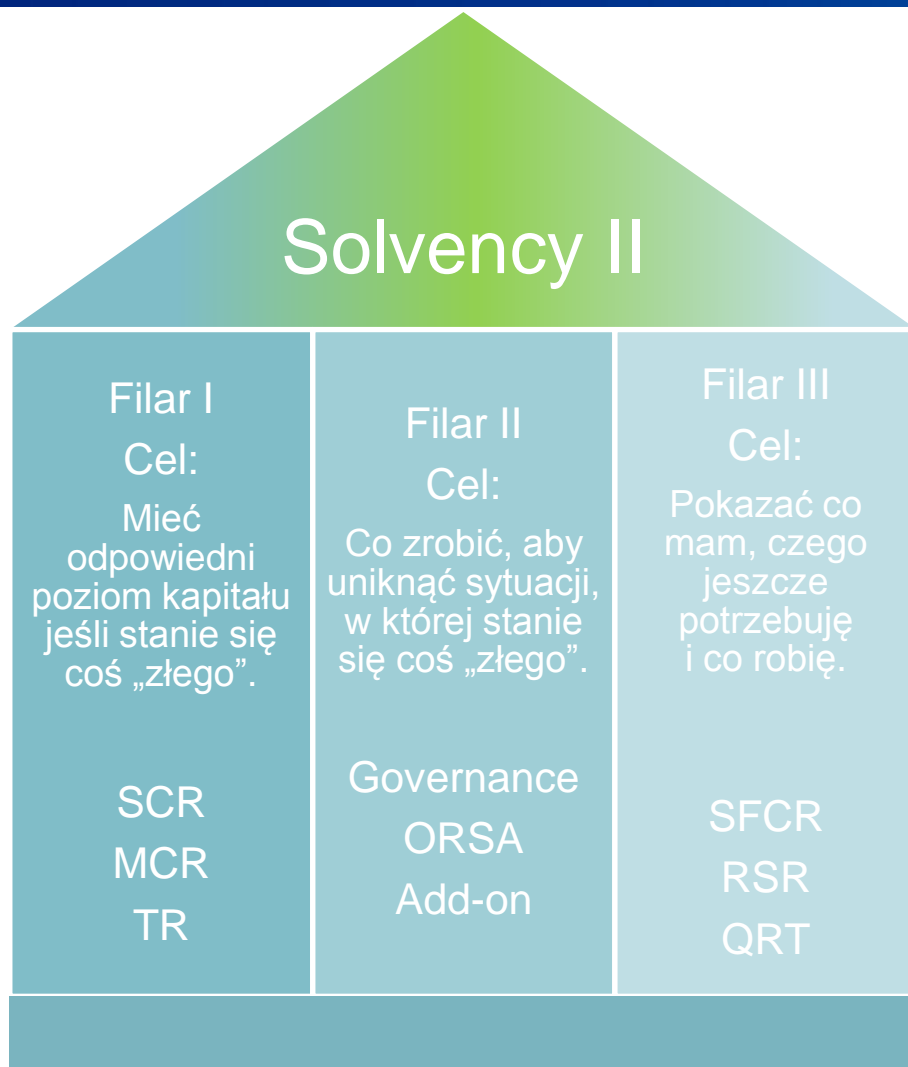 Solvency II
Filar I
Cel:
Mieć
odpowiedni
poziom kapitału
jeśli stanie się
coś „złego”.
SCR
MCR
TR
Filar II
Cel:
Co zrobić, aby
uniknąć sytuacji,
w której stanie
się coś „złego”.
Governance
ORSA
Add-on
Filar III
Cel:
Pokazać co
mam, czego
jeszcze
potrzebuję
i co robię.
SFCR
RSR
QRT